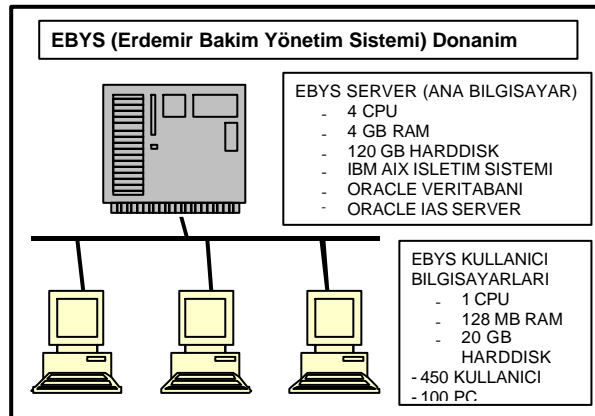 EBYS (Erdemir Bakim Yönetim Sistemi) Donanim
EBYS SERVER (ANA BILGISAYAR)
- 4 CPU
- 4 GB RAM
- 120 GB HARDDISK
- IBM AIX ISLETIM SISTEMI
- ORACLE VERITABANI
- ORACLE IAS SERVER
EBYS KULLANICI
BILGISAYARLARI
- 1 CPU
- 128 MB RAM
- 20 GB
HARDDISK
- 450 KULLANICI
- 100 PC